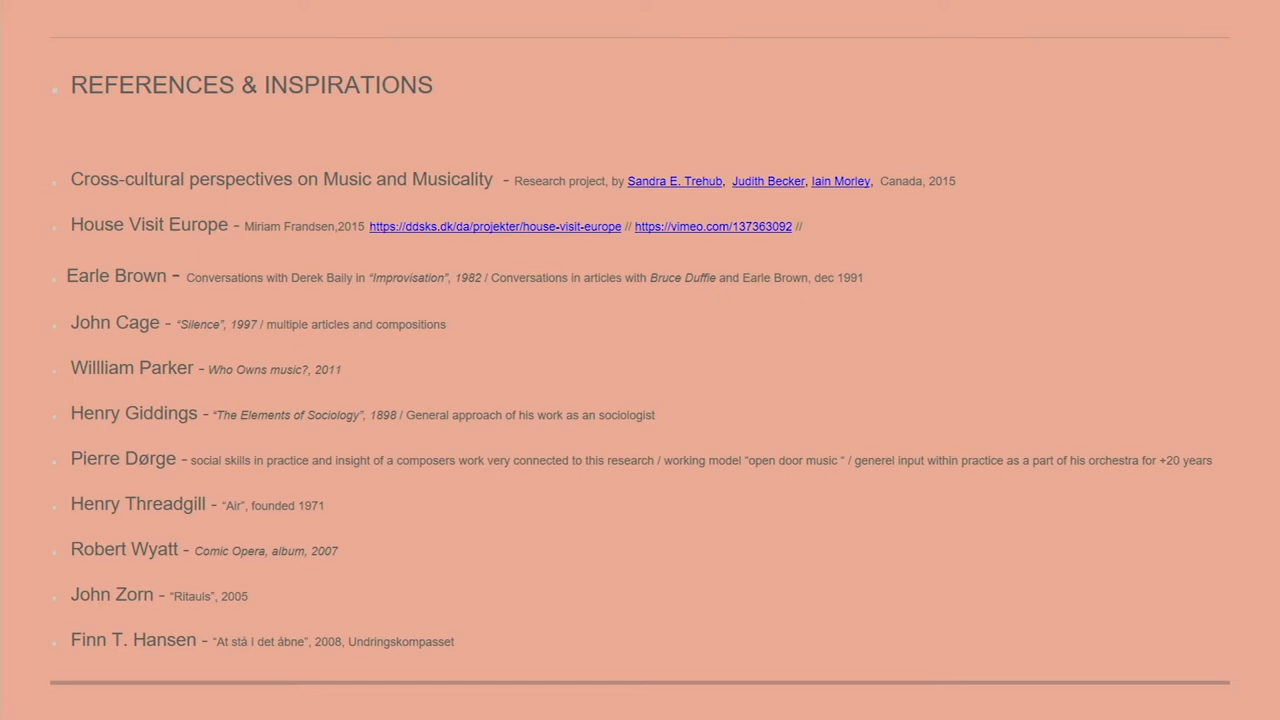 REFERENCES & INSPIRATIONS
Cross-cultural perspectives on Music and Musicality - Research project, by Sandra E. Trehub, Judith Becker, Iain Morley, Canada, 2015
House Visit Europe - Miriam Frandsen,2015 https://ddsks.dk/da/projekter/house-visit-europe // https://vimeo.com/137363092 //
Earle Brown - Conversations with Derek Baily in “Improvisation”, 1982 / Conversations in articles with Bruce Duffie and Earle Brown, dec 1991
John Cage - “Silence”, 1997 / multiple articles and compositions
Willliam Parker - Who Owns music?, 2011
Henry Giddings - “The Elements of Sociology”, 1898 / General approach of his work as an sociologist
Pierre Dørge - social skills in practice and insight of a composers work very connected to this research / working model “open door music “ / generel input within practice as a part of his orchestra for +20 years
Henry Threadgill - “Air”, founded 1971
Robert Wyatt - Comic Opera, album, 2007
John Zorn - “Ritauls”, 2005
Finn T. Hansen - “At stå I det åbne”, 2008, Undringskompasset